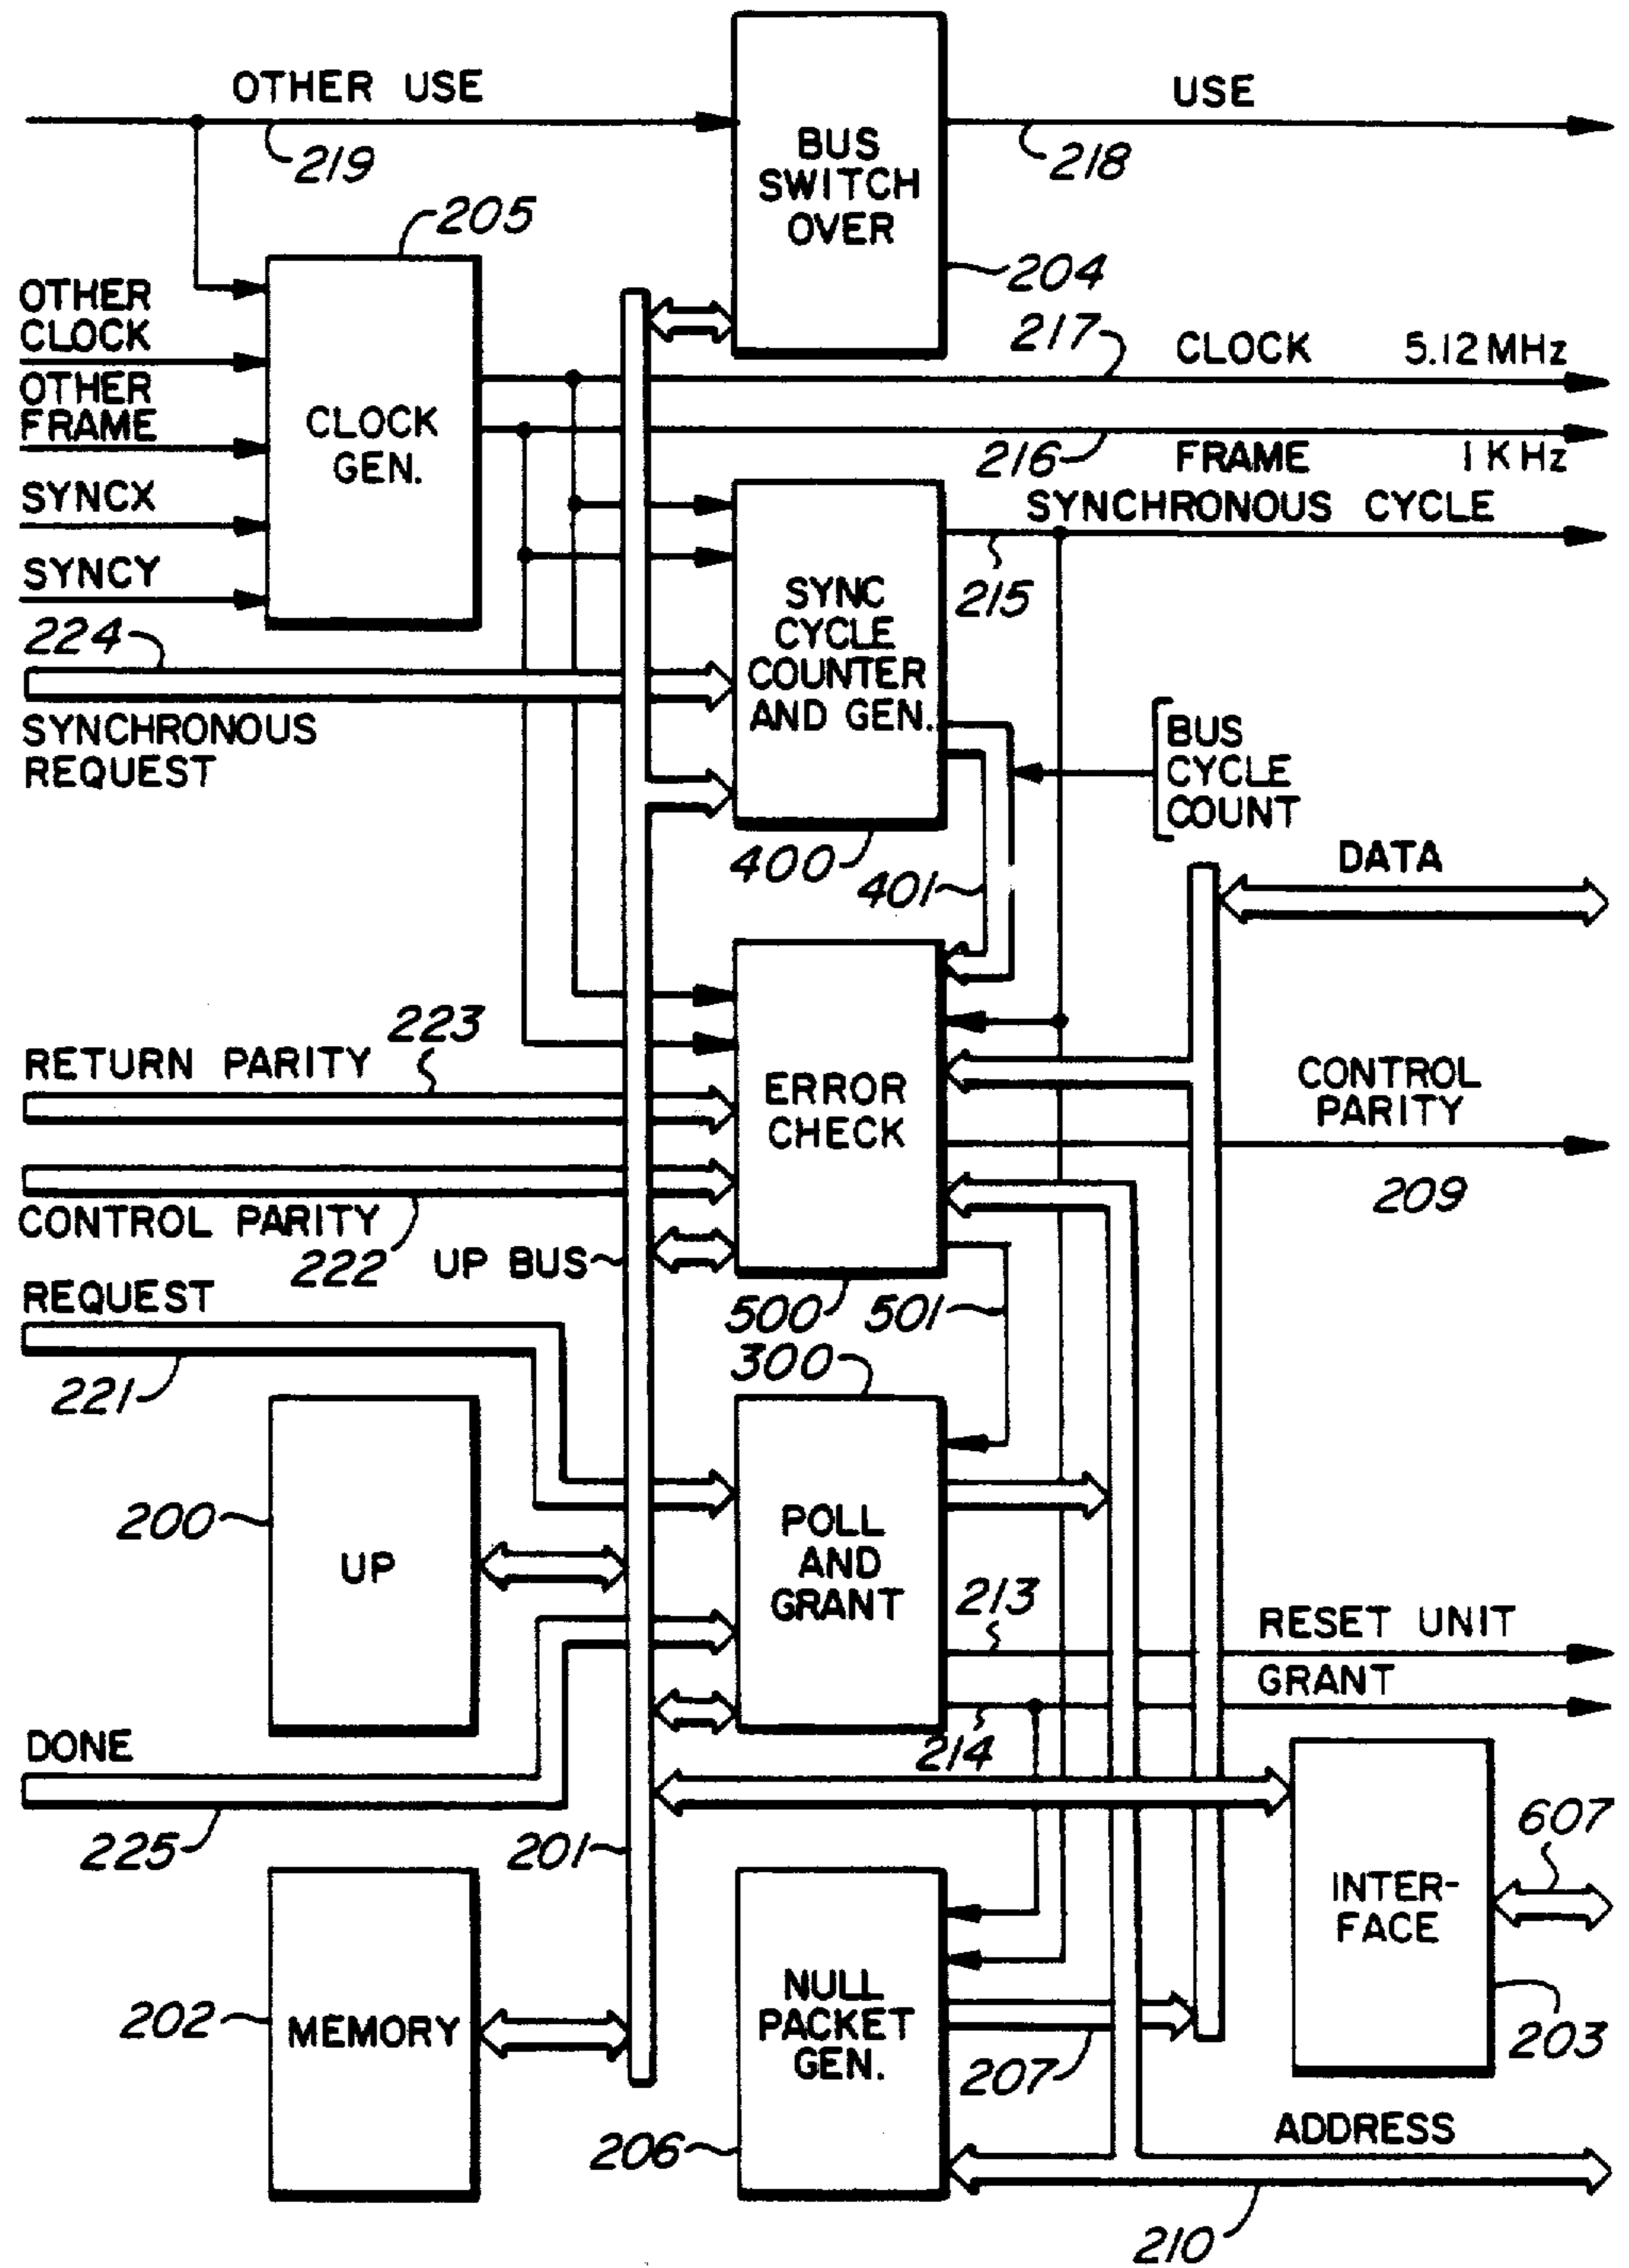 OTHER USE
219
BUS
SWITCH
OVER
204
USE
218
205
OTHER
CLOCK
OTHER
FRAME
SYNCX
SYNCY
CLOCK
GEN.
217
CLOCK 5.12 MHz
216
FRAME 1 KHz
SYNCHRONOUS CYCLE
215
224
SYNCHRONOUS
REQUEST
SYNC
CYCLE
COUNTER
AND GEN.
400
401
BUS
CYCLE
COUNT
DATA
223
RETURN PARITY
CONTROL PARITY
222
UP BUS
ERROR
CHECK
500
501
CONTROL
PARITY
209
REQUEST
221
300
200
UP
POLL
AND
GRANT
213
RESET UNIT
GRANT
214
DONE
225
201
INTER-
FACE
607
203
202
MEMORY
NULL
PACKET
GEN.
207
206
ADDRESS
210